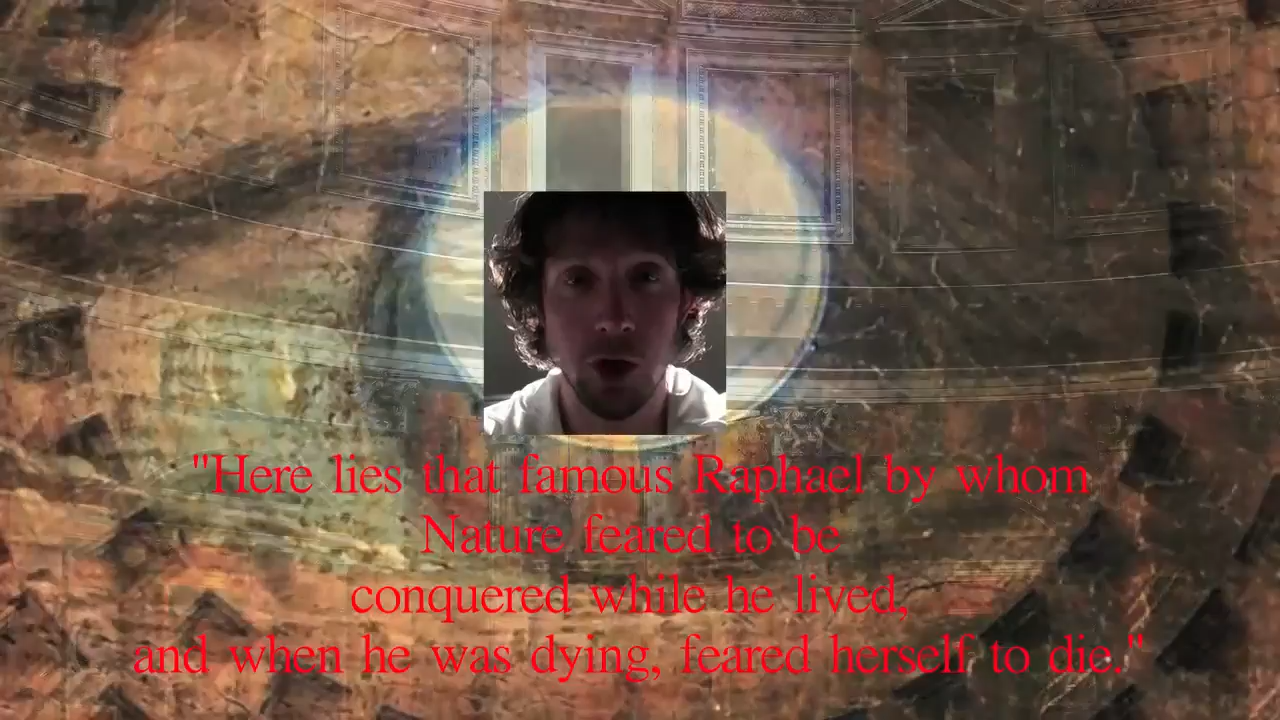 "Here lies that famous Raphael by whom
Nature feared to be
conquered while he lived,
and when he was dying, feared herself to die."